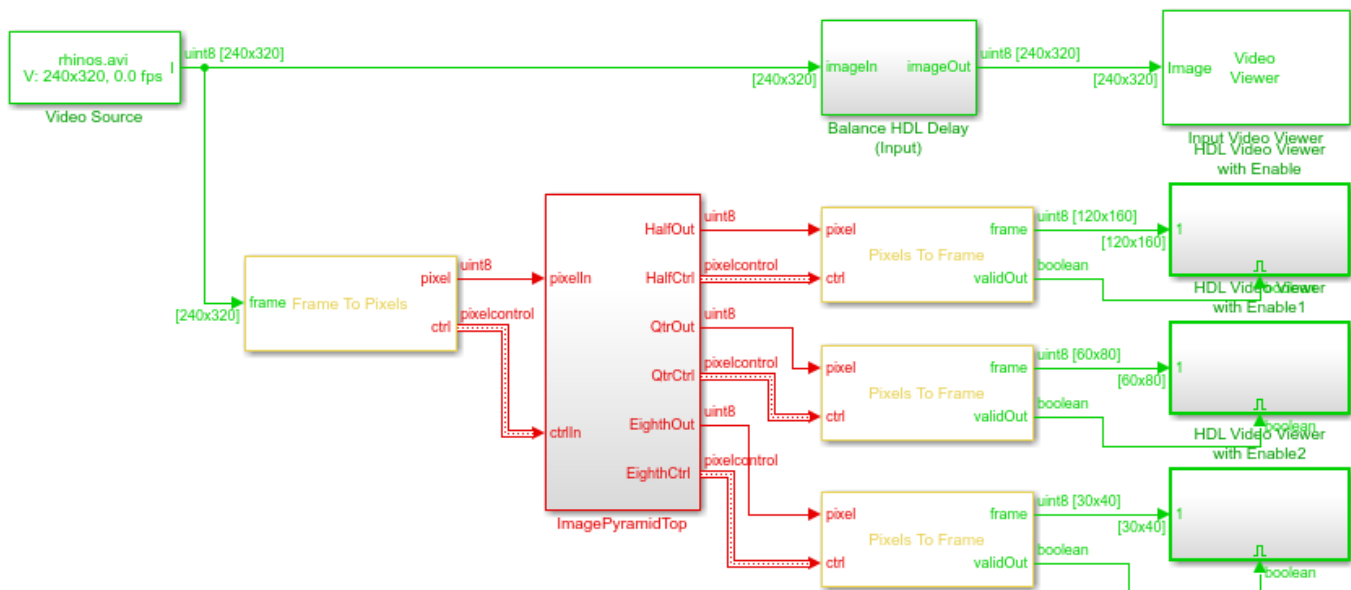 rhinos.avi
V: 240x320, 0.0 fps
I
Video Source
uint8 [240x320]
[240x320]
imageIn
imageOut
Balance HDL Delay
(Input)
uint8 [240x320]
[240x320]
Image
Video
Viewer
Input Video Viewer
HDL Video Viewer
with Enable
[240x320]
frame
Frame To Pixels
pixel
ctrl
uint8
pixelcontrol
pixelIn
ctrlIn
HalfOut
HalfCtrl
QtrOut
QtrCtrl
EighthOut
EighthCtrl
ImagePyramidTop
uint8
pixelcontrol
uint8
pixelcontrol
uint8
pixelcontrol
pixel
ctrl
Pixels To Frame
frame
validOut
uint8 [120x160]
[120x160]
boolean
1
boolean
HDL Video Viewer
with Enable1
pixel
ctrl
Pixels To Frame
frame
validOut
uint8 [60x80]
[60x80]
boolean
1
boolean
HDL Video Viewer
with Enable2
pixel
ctrl
Pixels To Frame
frame
validOut
uint8 [30x40]
[30x40]
boolean
1
boolean